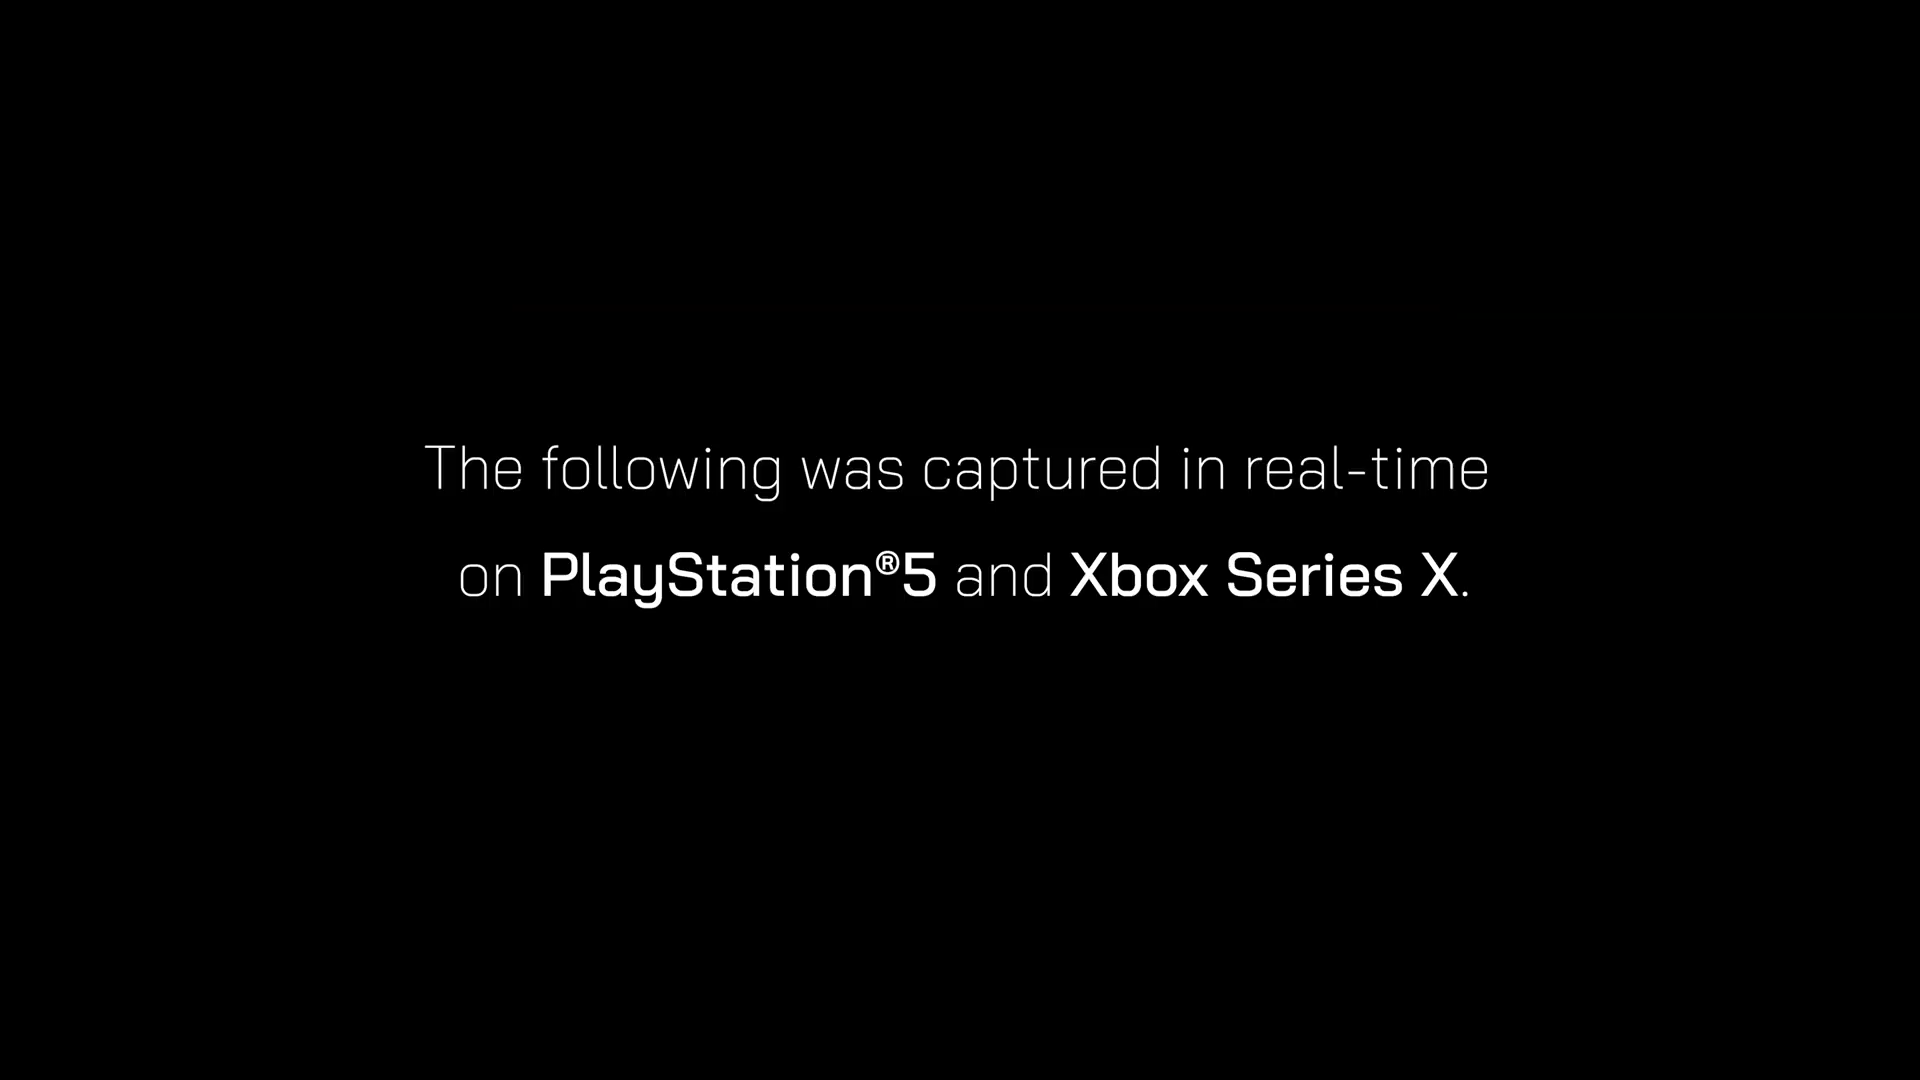 The following was captured in real-time
on PlayStation®5 and Xbox Series X.